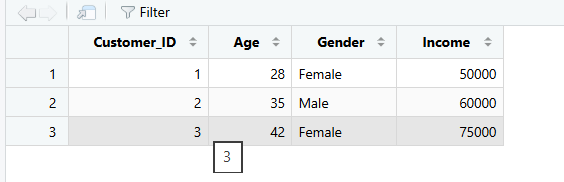 Filter
Customer_ID Age Gender Income
1 1 28 Female 50000
2 2 35 Male 60000
3 3 42 Female 75000
3